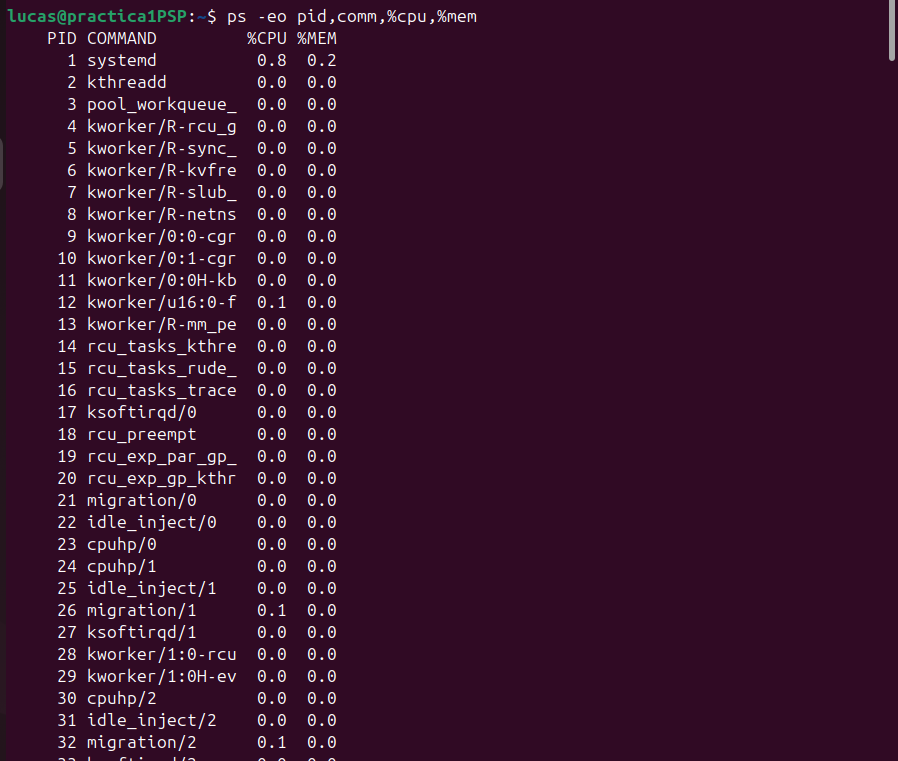 lucas@practica1PSP:~$ ps -eo pid,comm,%cpu,%mem
PID COMMAND %CPU %MEM
1 systemd 0.8 0.2
2 kthreadd 0.0 0.0
3 pool_workqueue_ 0.0 0.0
4 kworker/R-rcu_g 0.0 0.0
5 kworker/R-sync_ 0.0 0.0
6 kworker/R-kvfre 0.0 0.0
7 kworker/R-slub_ 0.0 0.0
8 kworker/R-netns 0.0 0.0
9 kworker/0:0-cgr 0.0 0.0
10 kworker/0:1-cgr 0.0 0.0
11 kworker/0:0H-kb 0.0 0.0
12 kworker/u16:0-f 0.1 0.0
13 kworker/R-mm_pe 0.0 0.0
14 rcu_tasks_kthre 0.0 0.0
15 rcu_tasks_rude_ 0.0 0.0
16 rcu_tasks_trace 0.0 0.0
17 ksoftirqd/0 0.0 0.0
18 rcu_preempt 0.0 0.0
19 rcu_exp_par_gp_ 0.0 0.0
20 rcu_exp_gp_kthr 0.0 0.0
21 migration/0 0.0 0.0
22 idle_inject/0 0.0 0.0
23 cpuhp/0 0.0 0.0
24 cpuhp/1 0.0 0.0
25 idle_inject/1 0.0 0.0
26 migration/1 0.1 0.0
27 ksoftirqd/1 0.0 0.0
28 kworker/1:0-rcu 0.0 0.0
29 kworker/1:0H-ev 0.0 0.0
30 cpuhp/2 0.0 0.0
31 idle_inject/2 0.0 0.0
32 migration/2 0.1 0.0